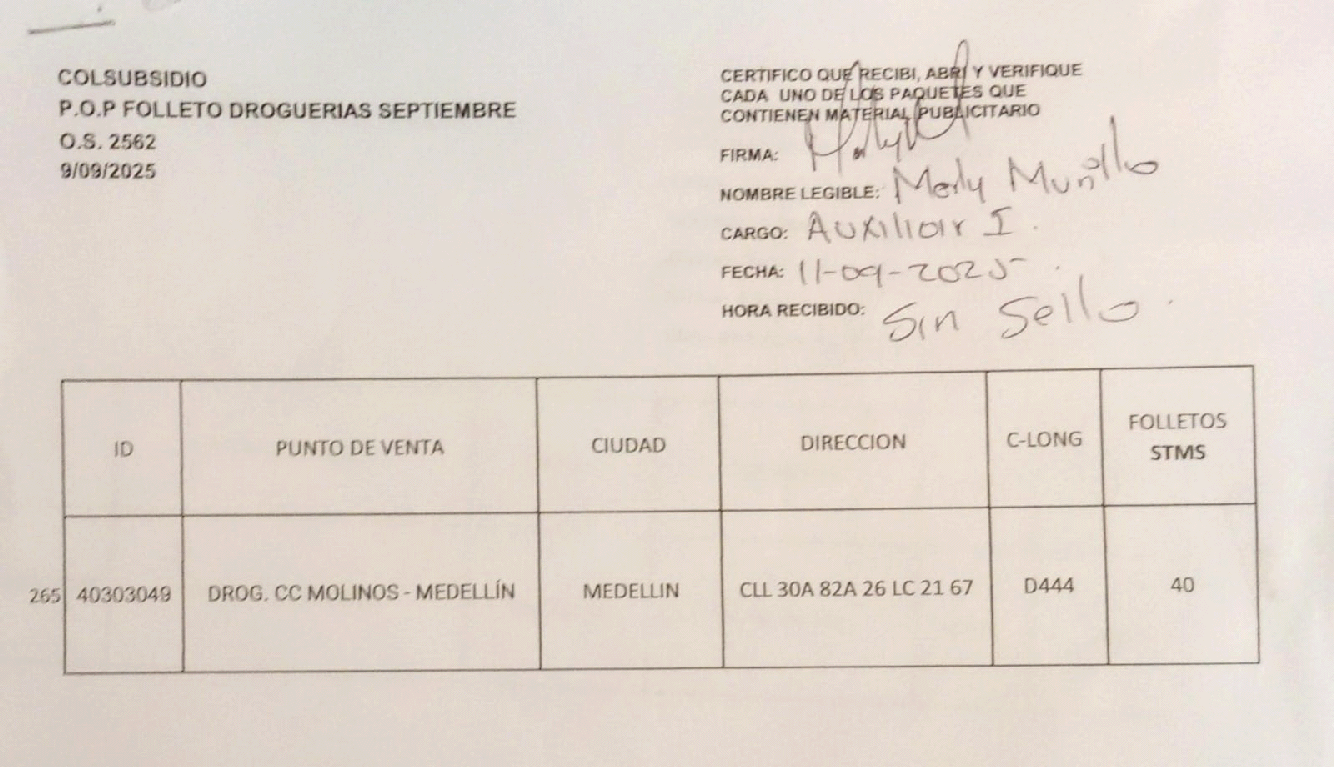 COLSUBSIDIO
P.O.P FOLLETO DROGUERIAS SEPTIEMBRE
O.S. 2562
9/09/2025
CERTIFICO QUE RECIBI, ABRI Y VERIFIQUE
CADA UNO DE LOS PAQUETES QUE
CONTIENEN MATERIAL PUBLICITARIO
FIRMA:
NOMBRE LEGIBLE: Merly Murillo
CARGO: Auxiliar I.
FECHA: 11-09-2025.
HORA RECIBIDO: Sin Sello.
ID PUNTO DE VENTA CIUDAD DIRECCION C-LONG FOLLETOS
STMS
265 40303049 DROG. CC MOLINOS - MEDELLÍN MEDELLIN CLL 30A 82A 26 LC 21 67 D444 40